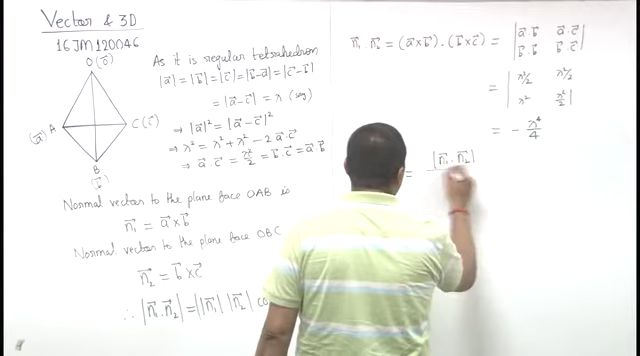 Vector & 3D
16JM120046
O(o⃗)
(a⃗) A
C(c⃗)
B
(b⃗)
As it is regular tetrahedron
|a⃗| = |b⃗| = |c⃗| = |b⃗-a⃗| = |c⃗-b⃗|
= |a⃗-c⃗| = λ (say)
⇒ |a⃗|² = |a⃗-c⃗|²
⇒ λ² = λ² + λ² - 2 a⃗.c⃗
⇒ a⃗.c⃗ = λ²/2 = b⃗.c⃗ = a⃗.b⃗
Normal vector to the plane face OAB is
n₁⃗ = a⃗×b⃗
Normal vector to the plane face OBC
n₂⃗ = b⃗×c⃗
∴ |n₁⃗.n₂⃗| = |n₁⃗| |n₂⃗|
n₁⃗.n₂⃗ = (a⃗×b⃗).(b⃗×c⃗) = | a⃗.b⃗ a⃗.c⃗ |
| b⃗.b⃗ b⃗.c⃗ |
= | λ²/2 λ²/2 |
| λ² λ²/2 |
= - λ⁴/4
= |n₁⃗.n₂⃗|